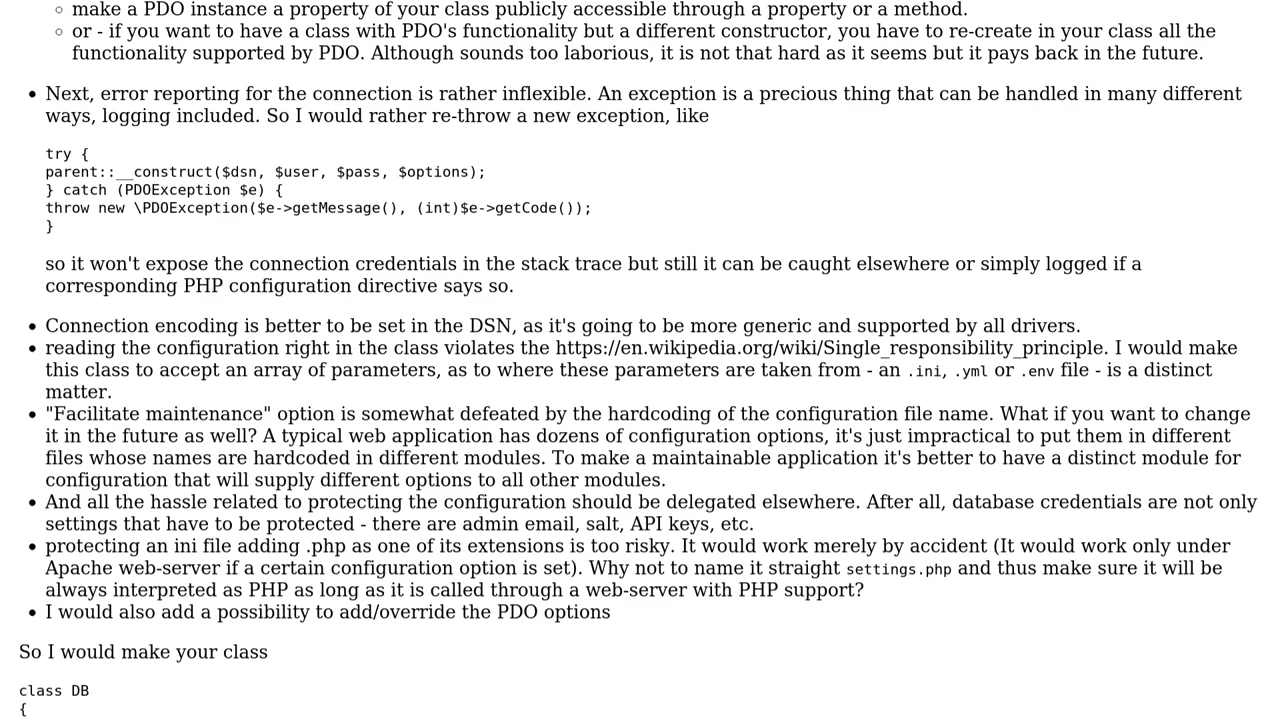 make a PDO instance a property of your class publicly accessible through a property or a method.
or - if you want to have a class with PDO's functionality but a different constructor, you have to re-create in your class all the
functionality supported by PDO. Although sounds too laborious, it is not that hard as it seems but it pays back in the future.
Next, error reporting for the connection is rather inflexible. An exception is a precious thing that can be handled in many different
ways, logging included. So I would rather re-throw a new exception, like
try {
parent::__construct($dsn, $user, $pass, $options);
} catch (PDOException $e) {
throw new \PDOException($e->getMessage(), (int)$e->getCode());
}
so it won't expose the connection credentials in the stack trace but still it can be caught elsewhere or simply logged if a
corresponding PHP configuration directive says so.
Connection encoding is better to be set in the DSN, as it's going to be more generic and supported by all drivers.
reading the configuration right in the class violates the https://en.wikipedia.org/wiki/Single_responsibility_principle. I would make
this class to accept an array of parameters, as to where these parameters are taken from - an .ini, .yml or .env file - is a distinct
matter.
"Facilitate maintenance" option is somewhat defeated by the hardcoding of the configuration file name. What if you want to change
it in the future as well? A typical web application has dozens of configuration options, it's just impractical to put them in different
files whose names are hardcoded in different modules. To make a maintainable application it's better to have a distinct module for
configuration that will supply different options to all other modules.
And all the hassle related to protecting the configuration should be delegated elsewhere. After all, database credentials are not only
settings that have to be protected - there are admin email, salt, API keys, etc.
protecting an ini file adding .php as one of its extensions is too risky. It would work merely by accident (It would work only under
Apache web-server if a certain configuration option is set). Why not to name it straight settings.php and thus make sure it will be
always interpreted as PHP as long as it is called through a web-server with PHP support?
I would also add a possibility to add/override the PDO options
So I would make your class
class DB
{